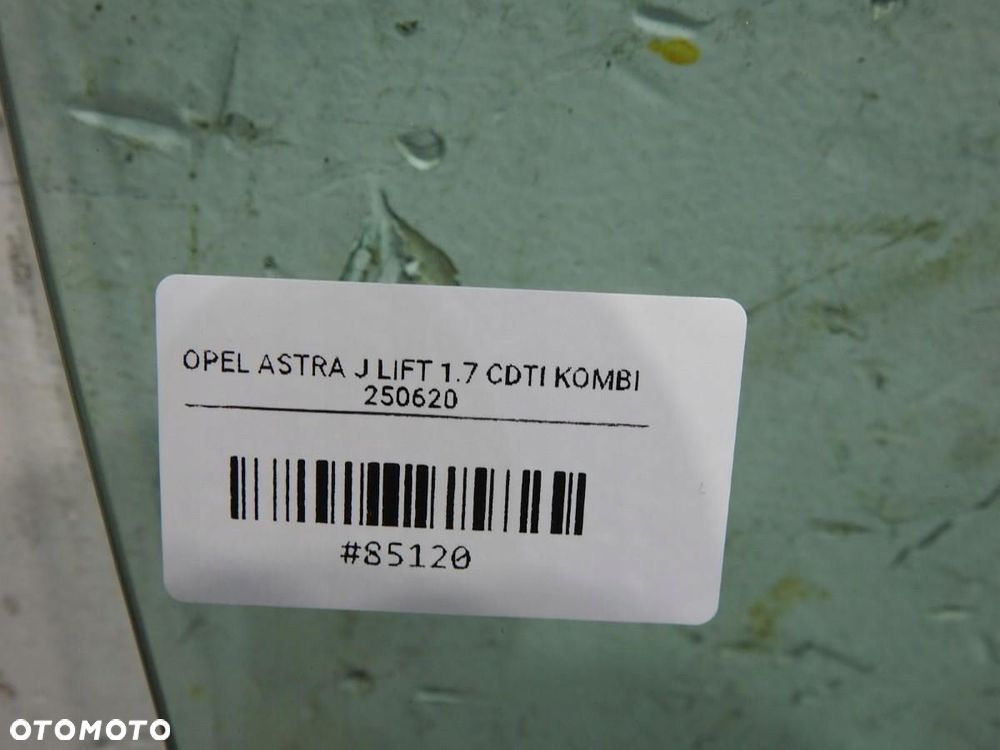 OPEL ASTRA J LIFT 1.7 CDTI KOMBI
250620
#85120
OTOMOTO